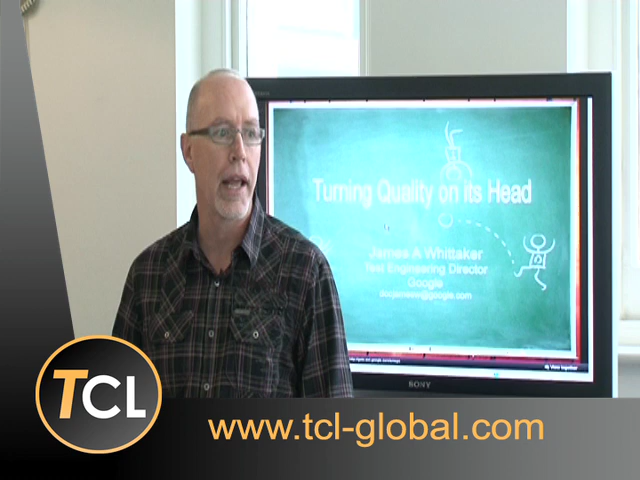 Turning Quality on its Head
James A Whittaker
Test Engineering Director
Google
SONY
TCL
www.tcl-global.com